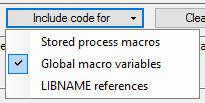 Include code for
Clea
Stored process macros
Global macro variables
LIBNAME references